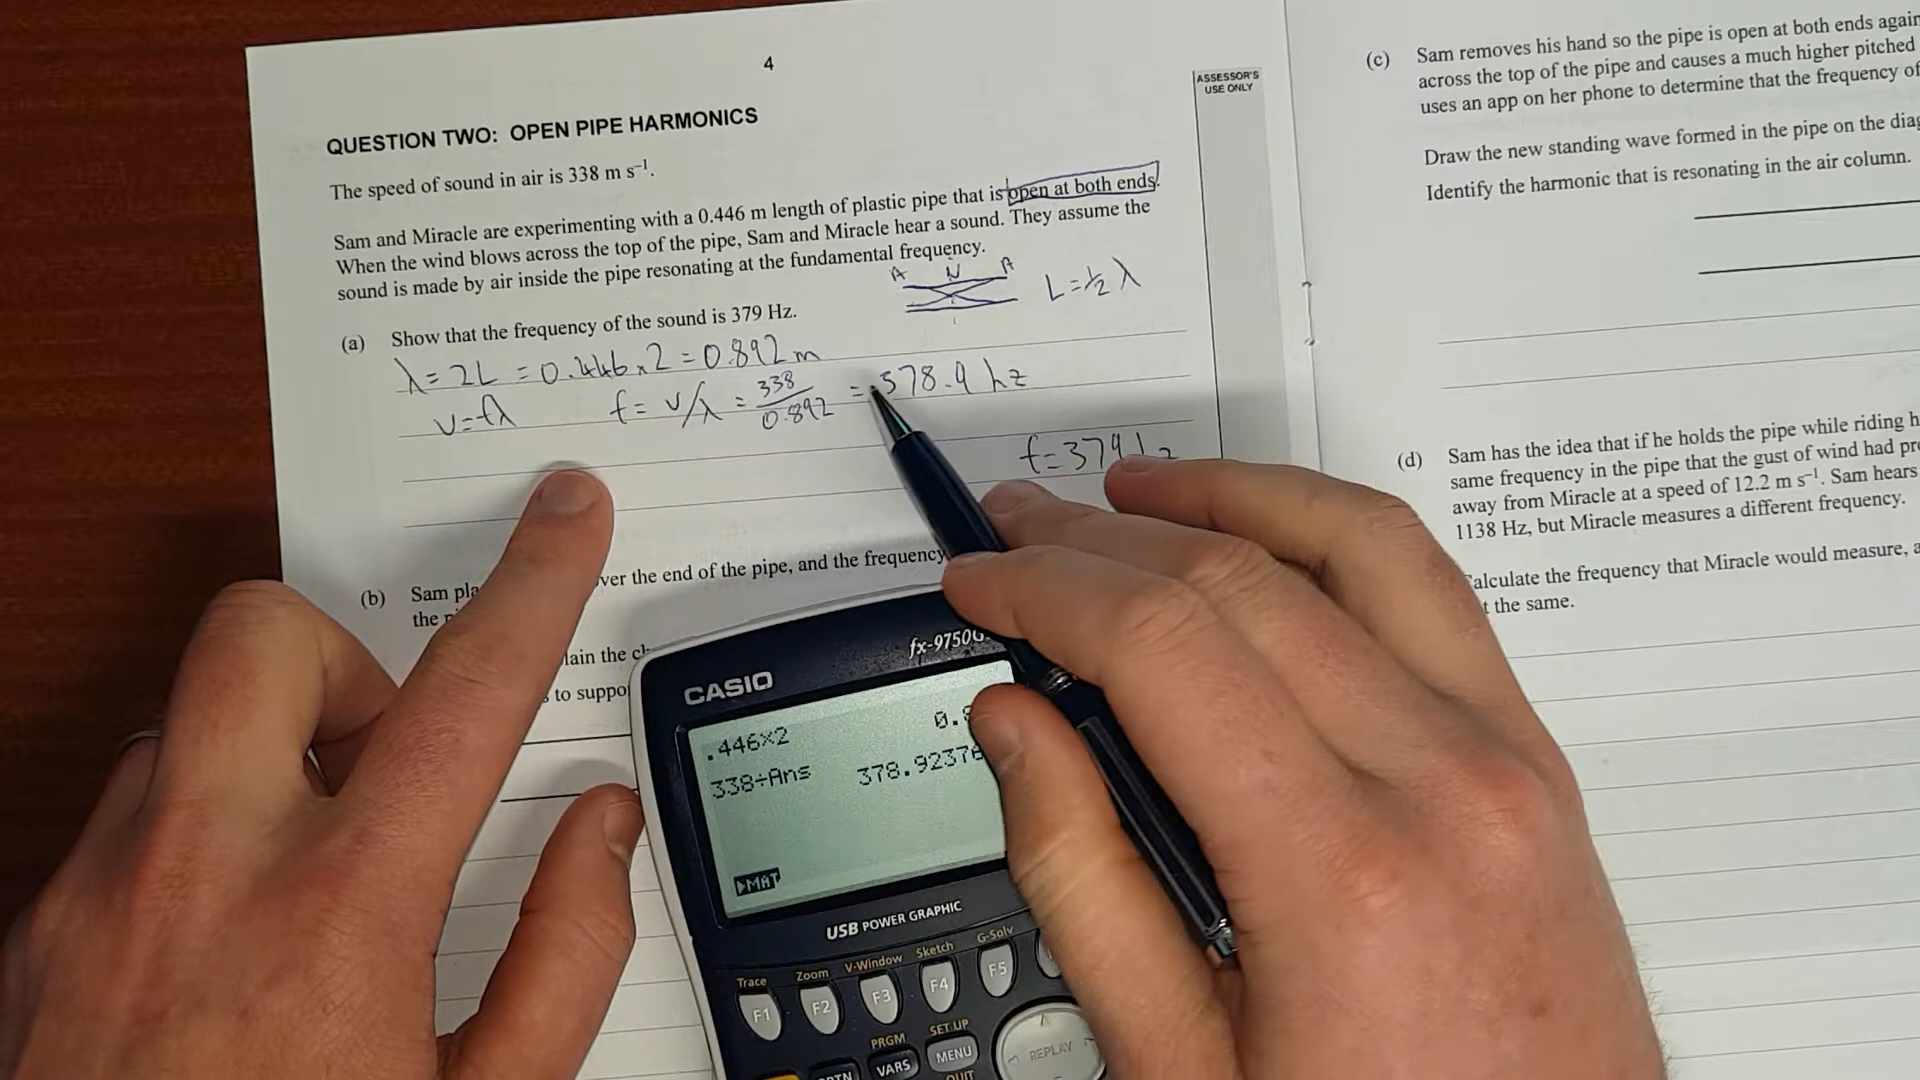 4
ASSESSOR'S
USE ONLY
QUESTION TWO: OPEN PIPE HARMONICS
The speed of sound in air is 338 m s⁻¹.
Sam and Miracle are experimenting with a 0.446 m length of plastic pipe that is open at both ends.
When the wind blows across the top of the pipe, Sam and Miracle hear a sound. They assume the
sound is made by air inside the pipe resonating at the fundamental frequency.
A N A
L=½λ
(a) Show that the frequency of the sound is 379 Hz.
λ = 2L = 0.446 x 2 = 0.892 m
v=fλ f= v/λ = 338/0.892 = 378.9 hz
f=379
(b) Sam over the end of the pipe, and the frequency
the
to
CASIO
fx-9750G
.446×2 0.
338÷Ans 378.92376
MAT
USB POWER GRAPHIC
Trace Zoom V-Window Sketch G-Solv
F1 F2 F3 F4 F5
PRGM SET UP
VARS MENU
QUIT
REPLAY
(c) Sam removes his hand so the pipe is open at both ends again
across the top of the pipe and causes a much higher pitched
uses an app on her phone to determine that the frequency of
Draw the new standing wave formed in the pipe on the
Identify the harmonic that is resonating in the air column.
(d) Sam has the idea that if he holds the pipe while riding
same frequency in the pipe that the gust of wind had
away from Miracle at a speed of 12.2 m s⁻¹. Sam hears
1138 Hz, but Miracle measures a different frequency.
Calculate the frequency that Miracle would measure,
the same.